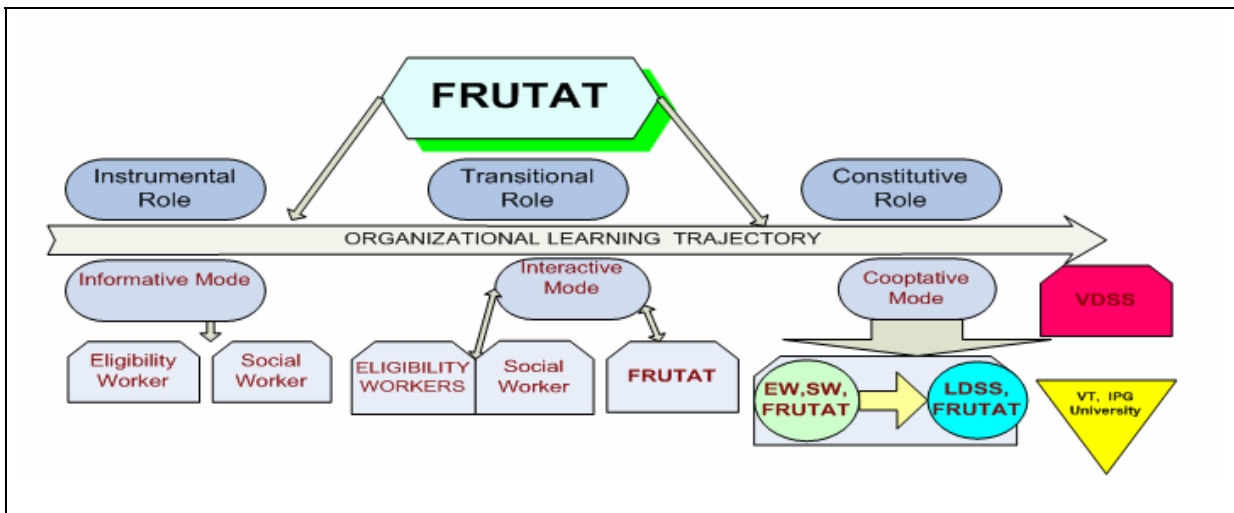 FRUTAT
Instrumental
Role
Transitional
Role
Constitutive
Role
ORGANIZATIONAL LEARNING TRAJECTORY
Informative Mode
Interactive
Mode
Cooptative
Mode
VDSS
Eligibility
Worker
Social
Worker
ELIGIBILITY
WORKERS
Social
Worker
FRUTAT
EW,SW,
FRUTAT
LDSS,
FRUTAT
VT, IPG
University